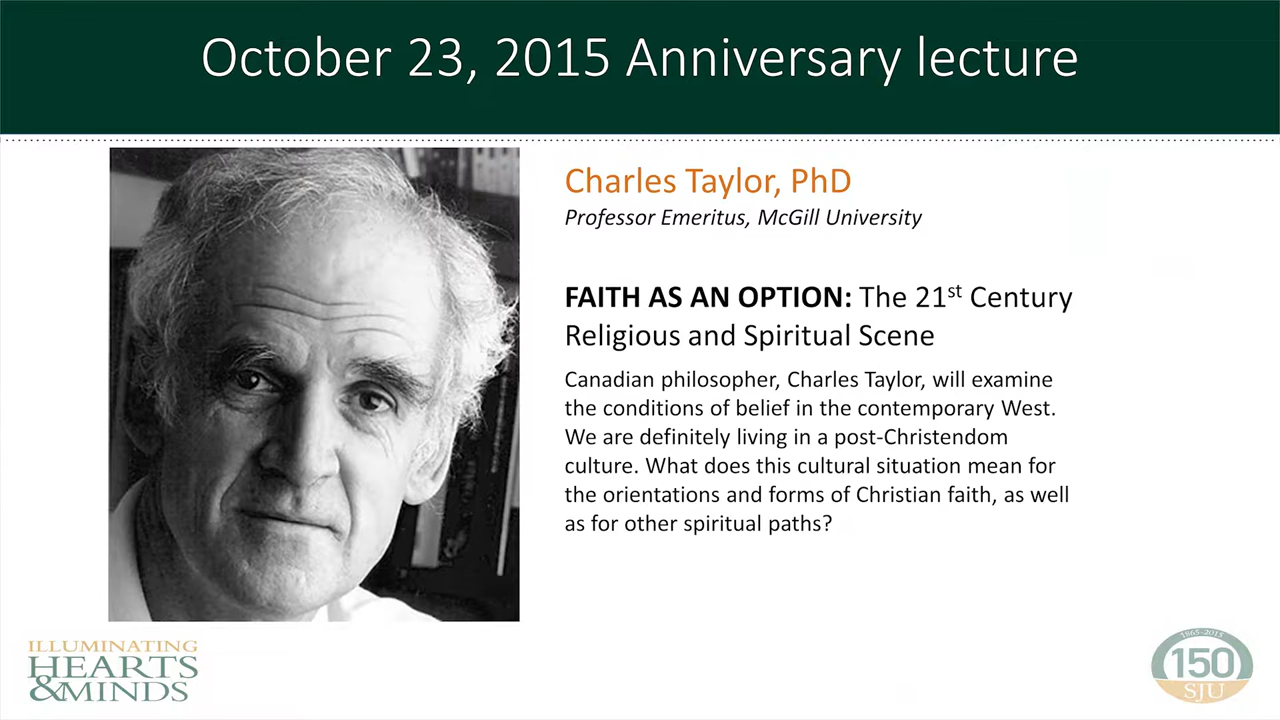 October 23, 2015 Anniversary lecture
Charles Taylor, PhD
Professor Emeritus, McGill University
FAITH AS AN OPTION: The 21st Century
Religious and Spiritual Scene
Canadian philosopher, Charles Taylor, will examine
the conditions of belief in the contemporary West.
We are definitely living in a post-Christendom
culture. What does this cultural situation mean for
the orientations and forms of Christian faith, as well
as for other spiritual paths?
ILLUMINATING
HEARTS
&MINDS
1865-2015
150
SJU